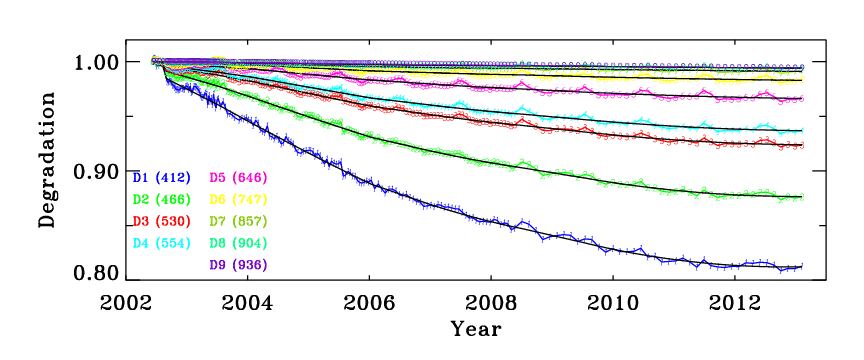 1.00
0.90
0.80
Degradation
D1 (412) D5 (646)
D2 (466) D6 (747)
D3 (530) D7 (857)
D4 (554) D8 (904)
D9 (936)
2002 2004 2006 2008 2010 2012
Year